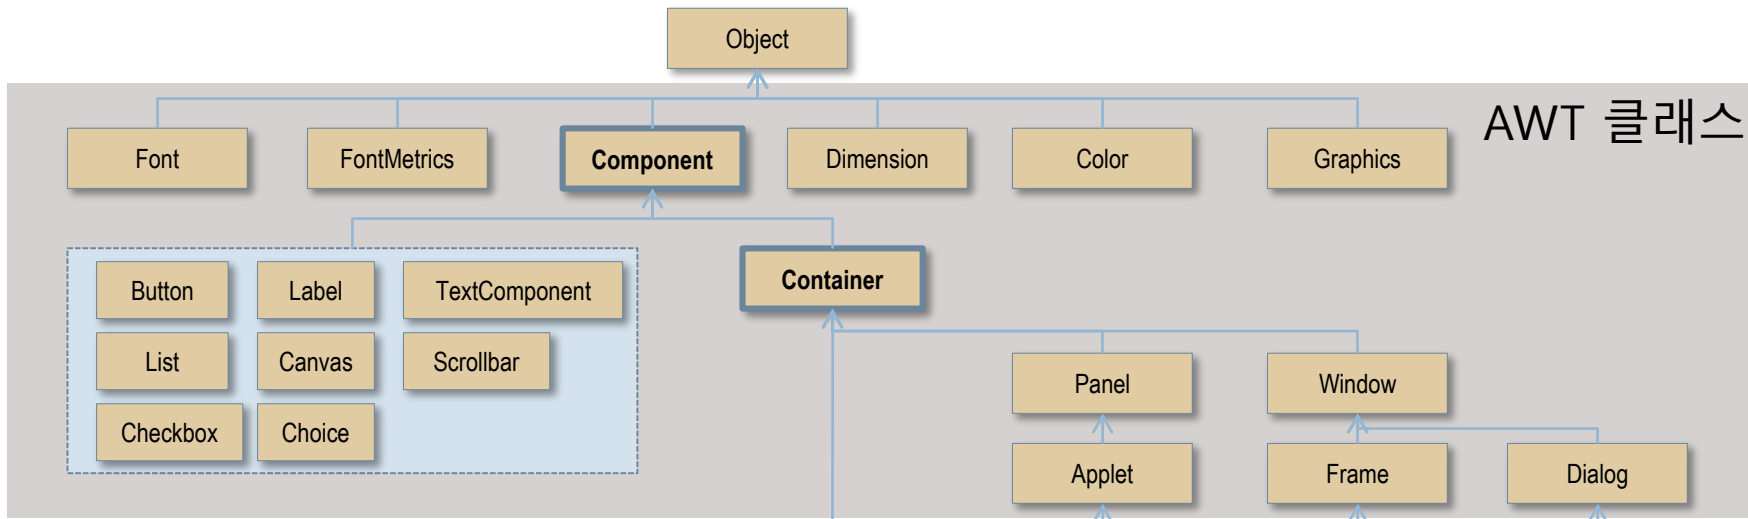 Object
AWT 클래스
Font
FontMetrics
Component
Dimension
Color
Graphics
Button
Label
TextComponent
Container
List
Canvas
Scrollbar
Panel
Window
Checkbox
Choice
Applet
Frame
Dialog